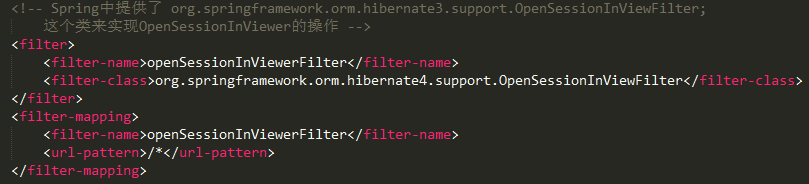 <!-- Spring中提供了 org.springframework.orm.hibernate3.support.OpenSessionInViewFilter;
这个类来实现OpenSessionInViewer的操作 -->
<filter>
<filter-name>openSessionInViewerFilter</filter-name>
<filter-class>org.springframework.orm.hibernate4.support.OpenSessionInViewFilter</filter-class>
</filter>
<filter-mapping>
<filter-name>openSessionInViewerFilter</filter-name>
<url-pattern>/*</url-pattern>
</filter-mapping>